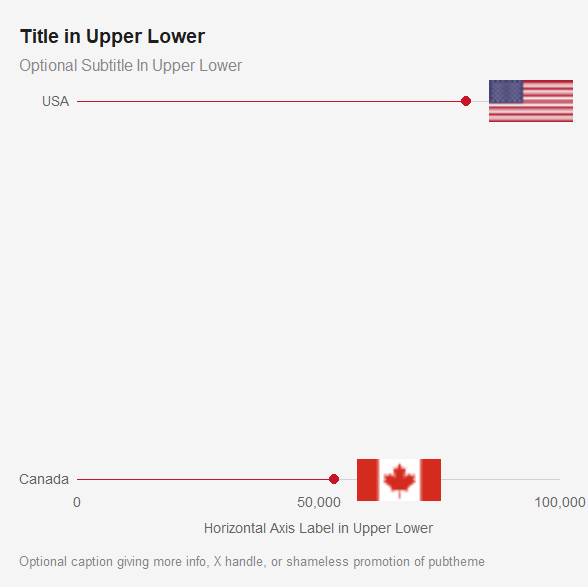 Title in Upper Lower
Optional Subtitle In Upper Lower
USA
Canada
0 50,000 100,000
Horizontal Axis Label in Upper Lower
Optional caption giving more info, X handle, or shameless promotion of pubtheme